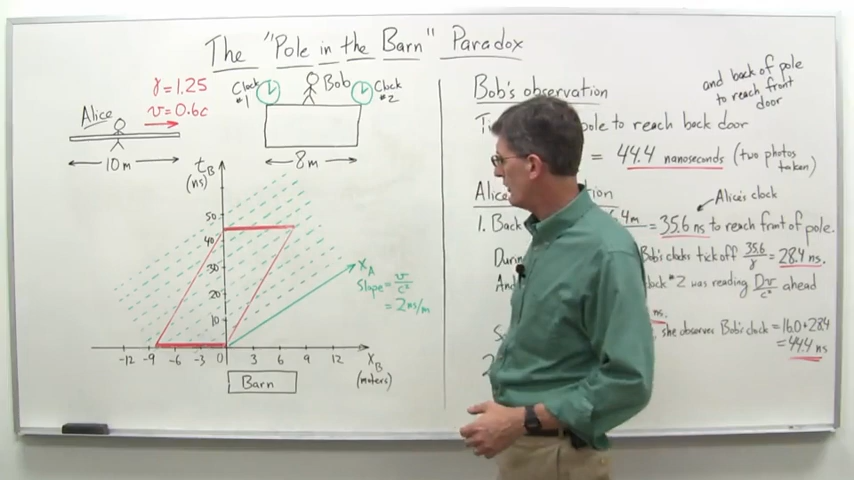 The "Pole in the Barn" Paradox
γ = 1.25
v = 0.6c
Alice
10 m
Clock #1
Bob
Clock #2
8 m
t_B
(ns)
50
40
30
20
10
-12 -9 -6 -3 0 3 6 9 12
x_B
(meters)
x_A
Slope = v/c²
= 2 ns/m
Barn
Bob's observation
and back of pole
to reach front
door
pole to reach back door
= 44.4 nanoseconds (two photos taken)
Alice's clock
1. Back = 35.6 ns to reach front of pole.
Bob's clocks tick off 35.6/γ = 28.4 ns.
And #2 was reading Dv/c² ahead
ns.
, she observes Bob's clock = 16.0 + 28.4
= 44.4 ns